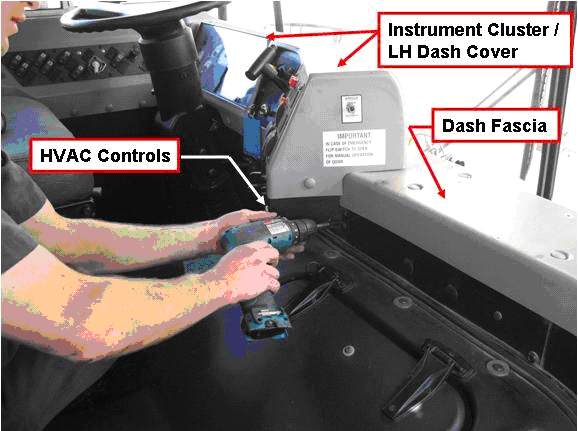 Instrument Cluster /
LH Dash Cover
Dash Fascia
HVAC Controls
IMPORTANT
IN CASE OF EMERGENCY
FLIP SWITCH TO OPEN
FOR MANUAL OPERATION
OF DOOR